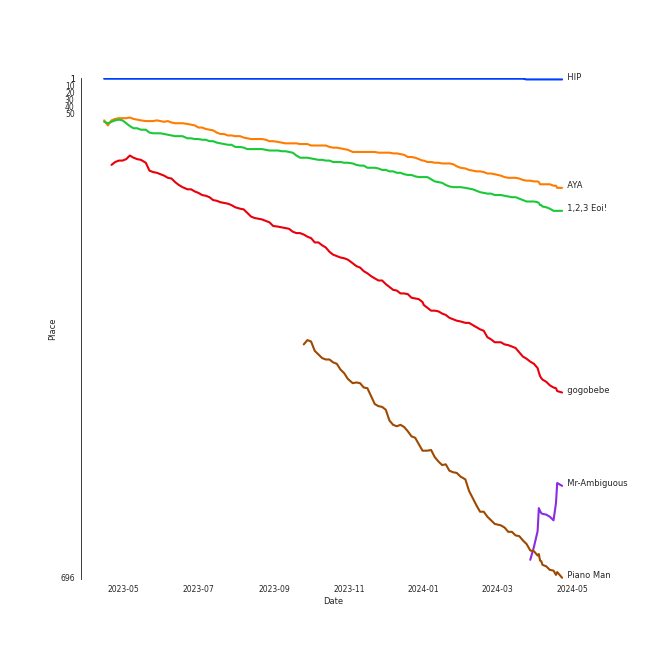 1
10
20
30
40
50
696
Place
HIP
AYA
1,2,3 Eoi!
gogobebe
Mr-Ambiguous
Piano Man
2023-05 2023-07 2023-09 2023-11 2024-01 2024-03 2024-05
Date